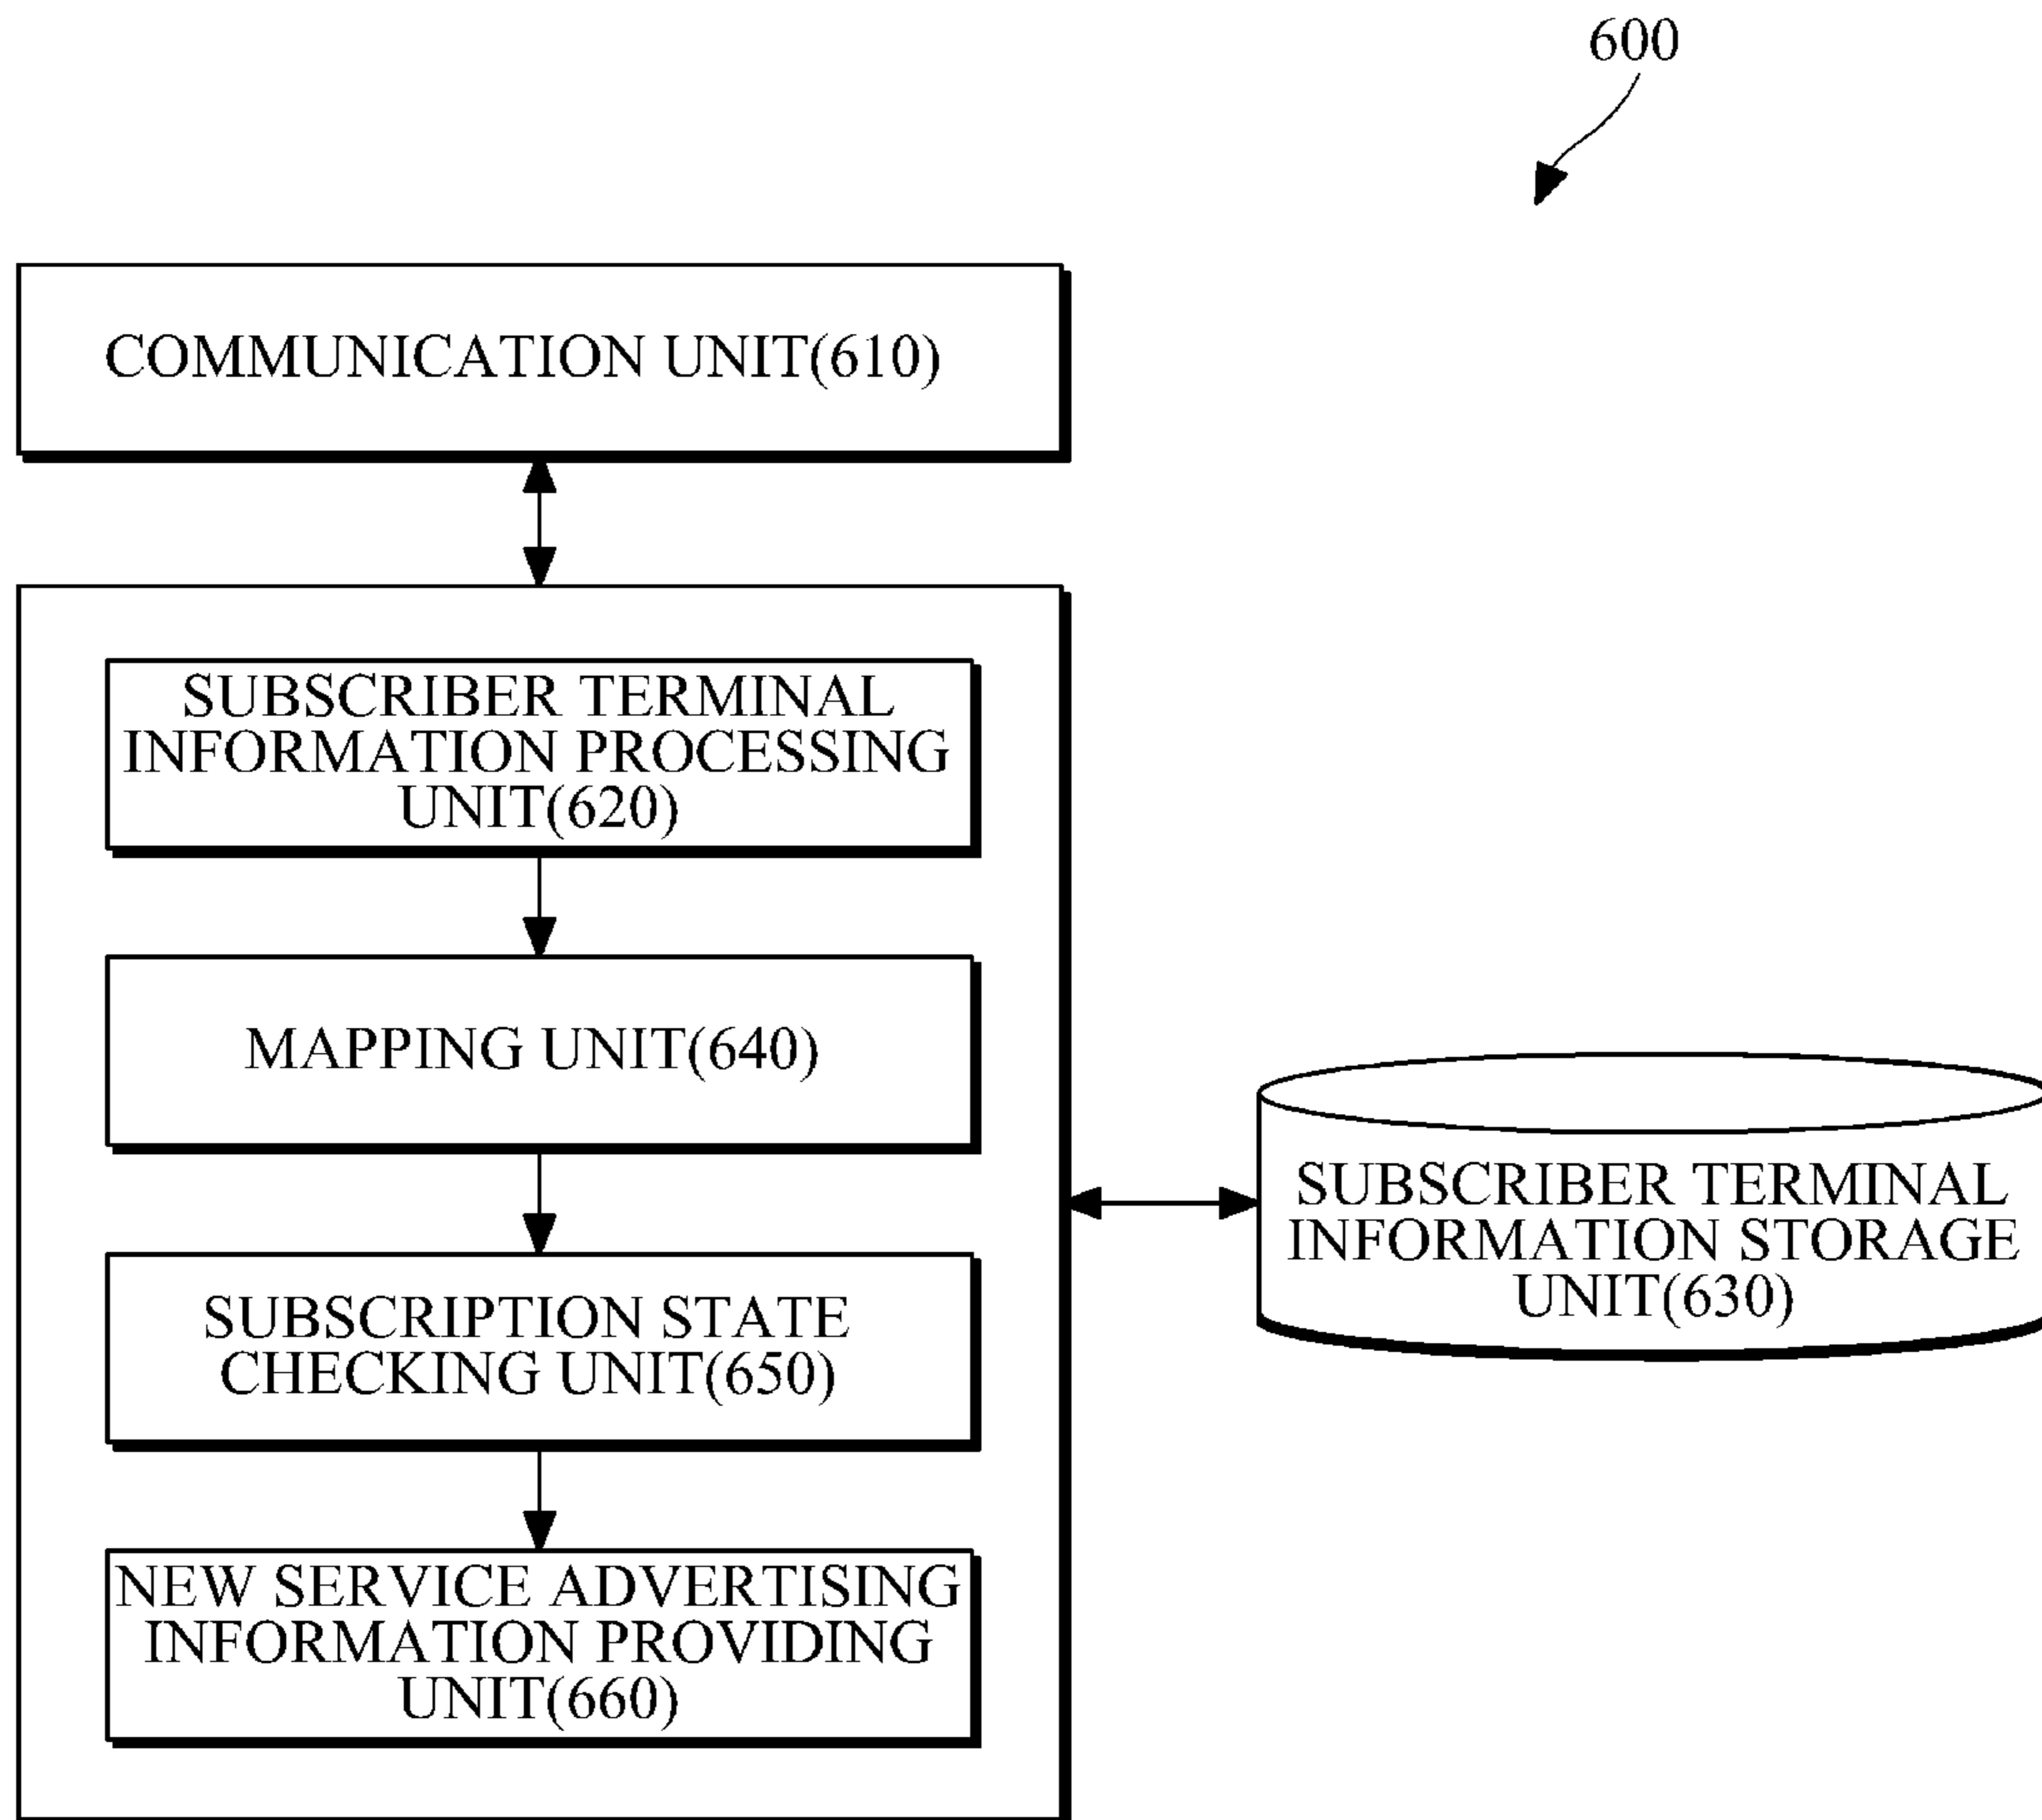 600
COMMUNICATION UNIT(610)
SUBSCRIBER TERMINAL
INFORMATION PROCESSING
UNIT(620)
MAPPING UNIT(640)
SUBSCRIPTION STATE
CHECKING UNIT(650)
NEW SERVICE ADVERTISING
INFORMATION PROVIDING
UNIT(660)
SUBSCRIBER TERMINAL
INFORMATION STORAGE
UNIT(630)